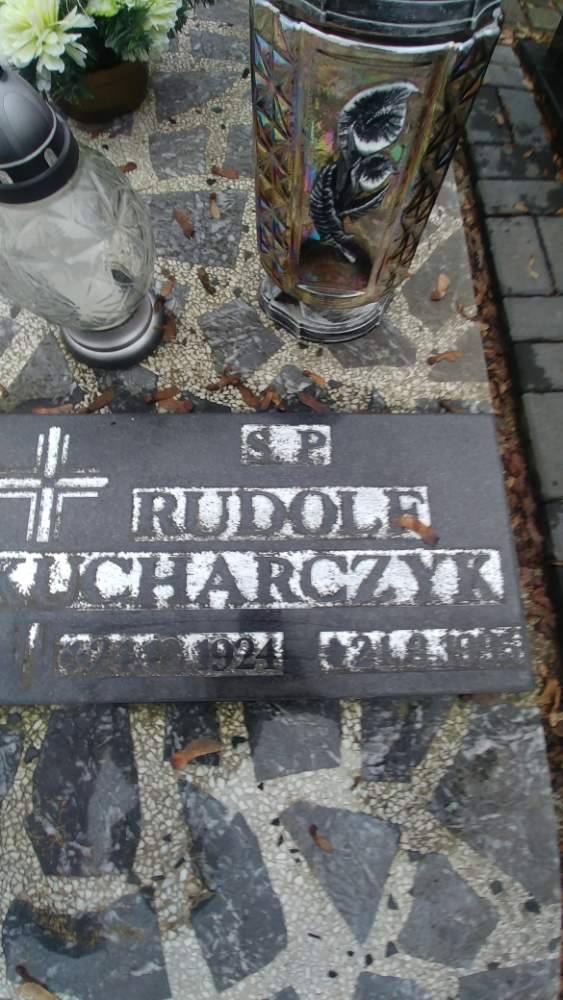 S P
RUDOLF
KUCHARCZYK
1924